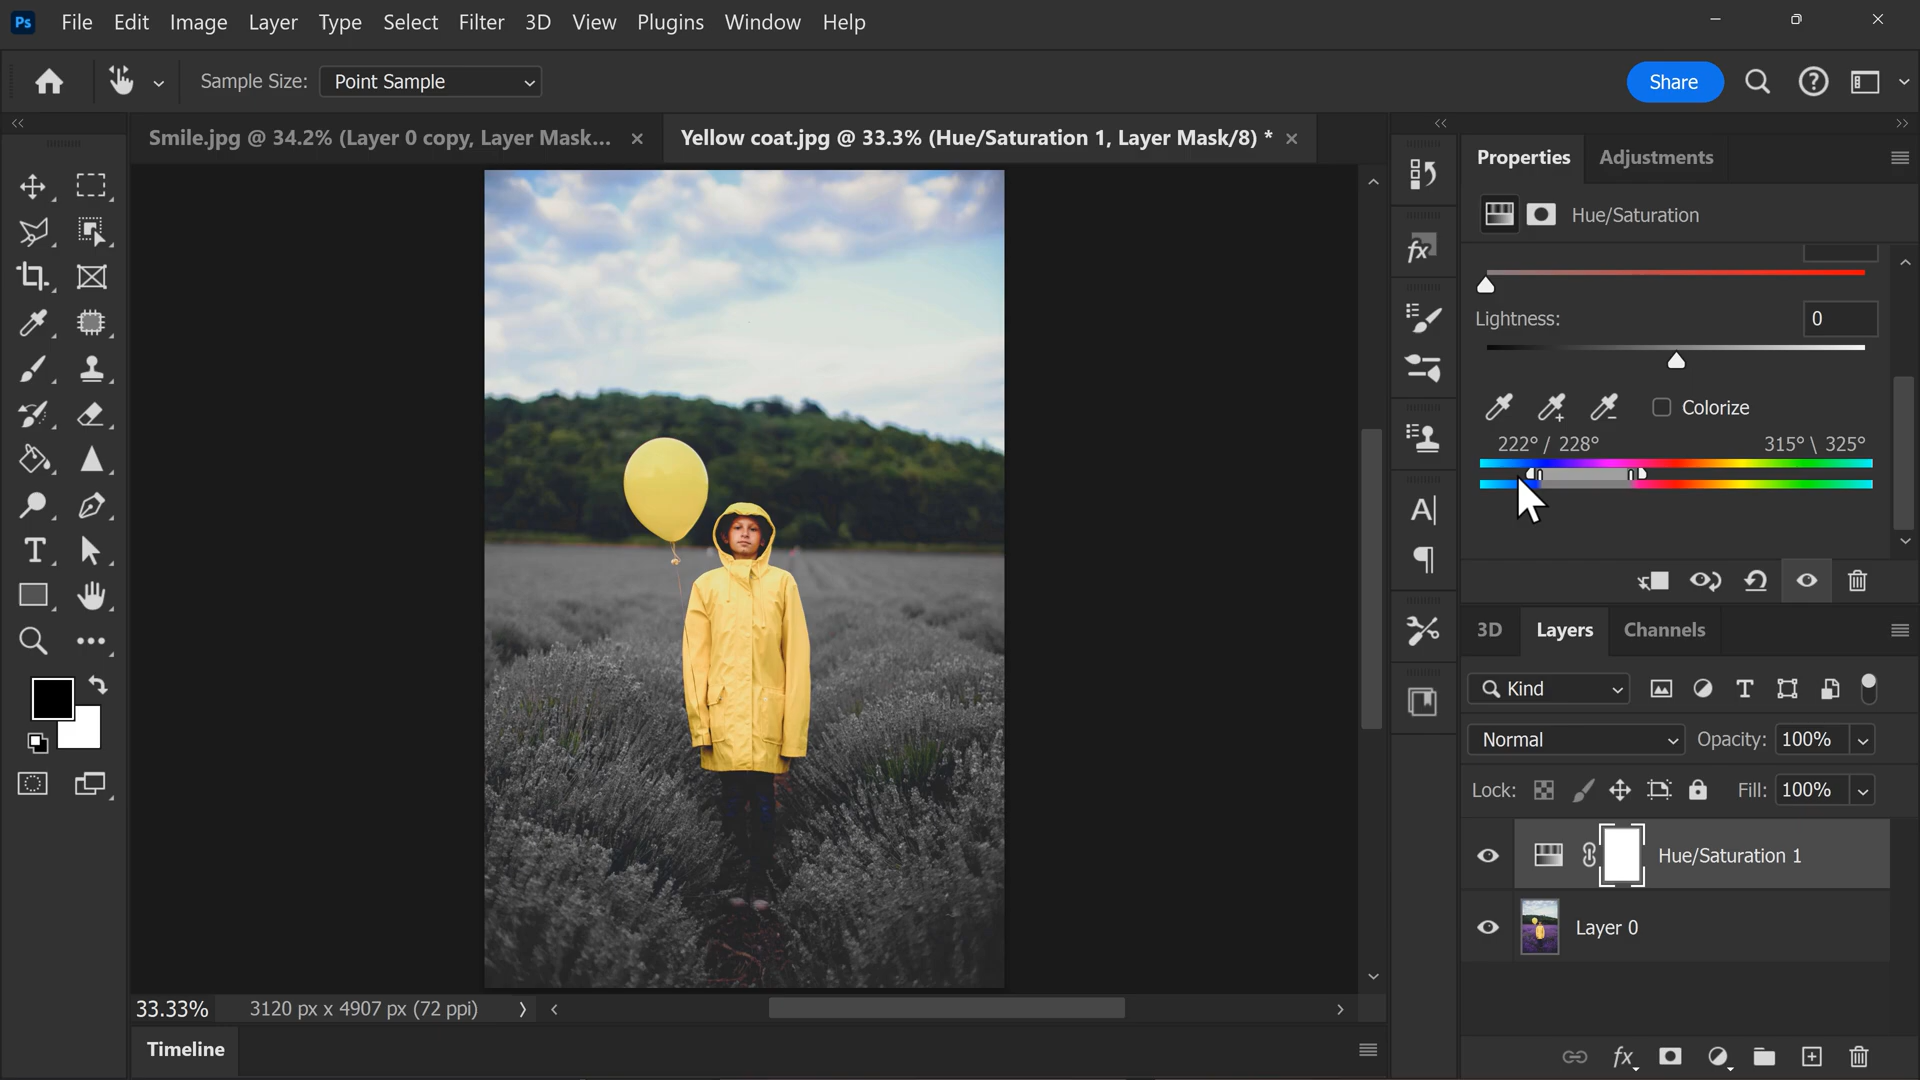 Ps File Edit Image Layer Type Select Filter 3D View Plugins Window Help
Sample Size: Point Sample Share
Smile.jpg @ 34.2% (Layer 0 copy, Layer Mask... × Yellow coat.jpg @ 33.3% (Hue/Saturation 1, Layer Mask/8) * ×
Properties Adjustments
Hue/Saturation
Lightness: 0
Colorize
222° / 228° 315° \ 325°
3D Layers Channels
Kind
Normal Opacity: 100%
Lock: Fill: 100%
Hue/Saturation 1
Layer 0
33.33% 3120 px x 4907 px (72 ppi)
Timeline